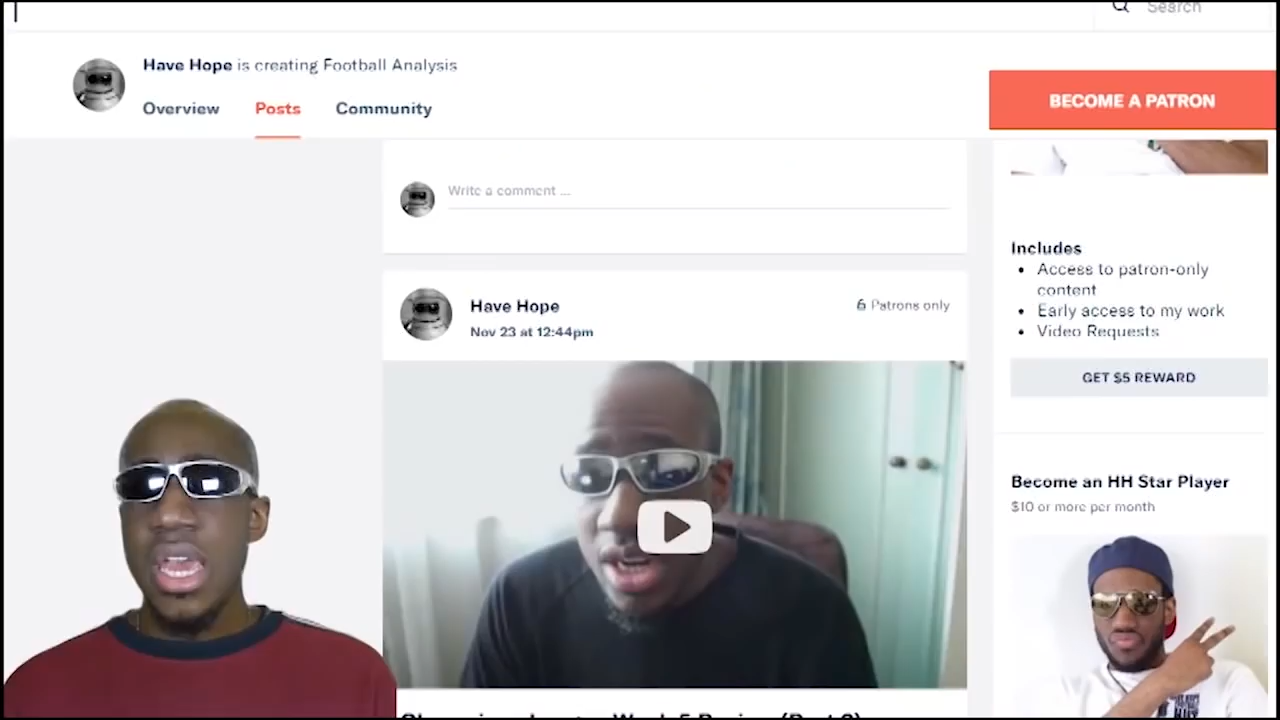 Search
Have Hope is creating Football Analysis
Overview Posts Community
BECOME A PATRON
Write a comment ...
Includes
• Access to patron-only
content
• Early access to my work
• Video Requests
GET $5 REWARD
Have Hope
6 Patrons only
Nov 23 at 12:44pm
Become an HH Star Player
$10 or more per month